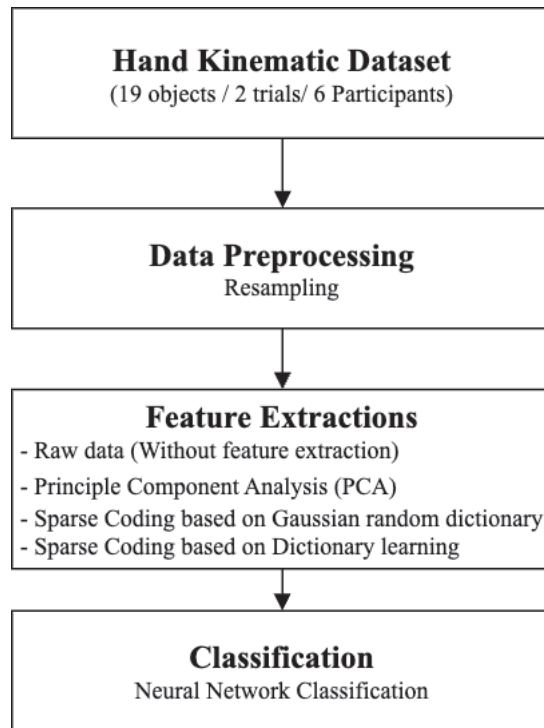 Hand Kinematic Dataset
(19 objects / 2 trials/ 6 Participants)
Data Preprocessing
Resampling
Feature Extractions
- Raw data (Without feature extraction)
- Principle Component Analysis (PCA)
- Sparse Coding based on Gaussian random dictionary
- Sparse Coding based on Dictionary learning
Classification
Neural Network Classification